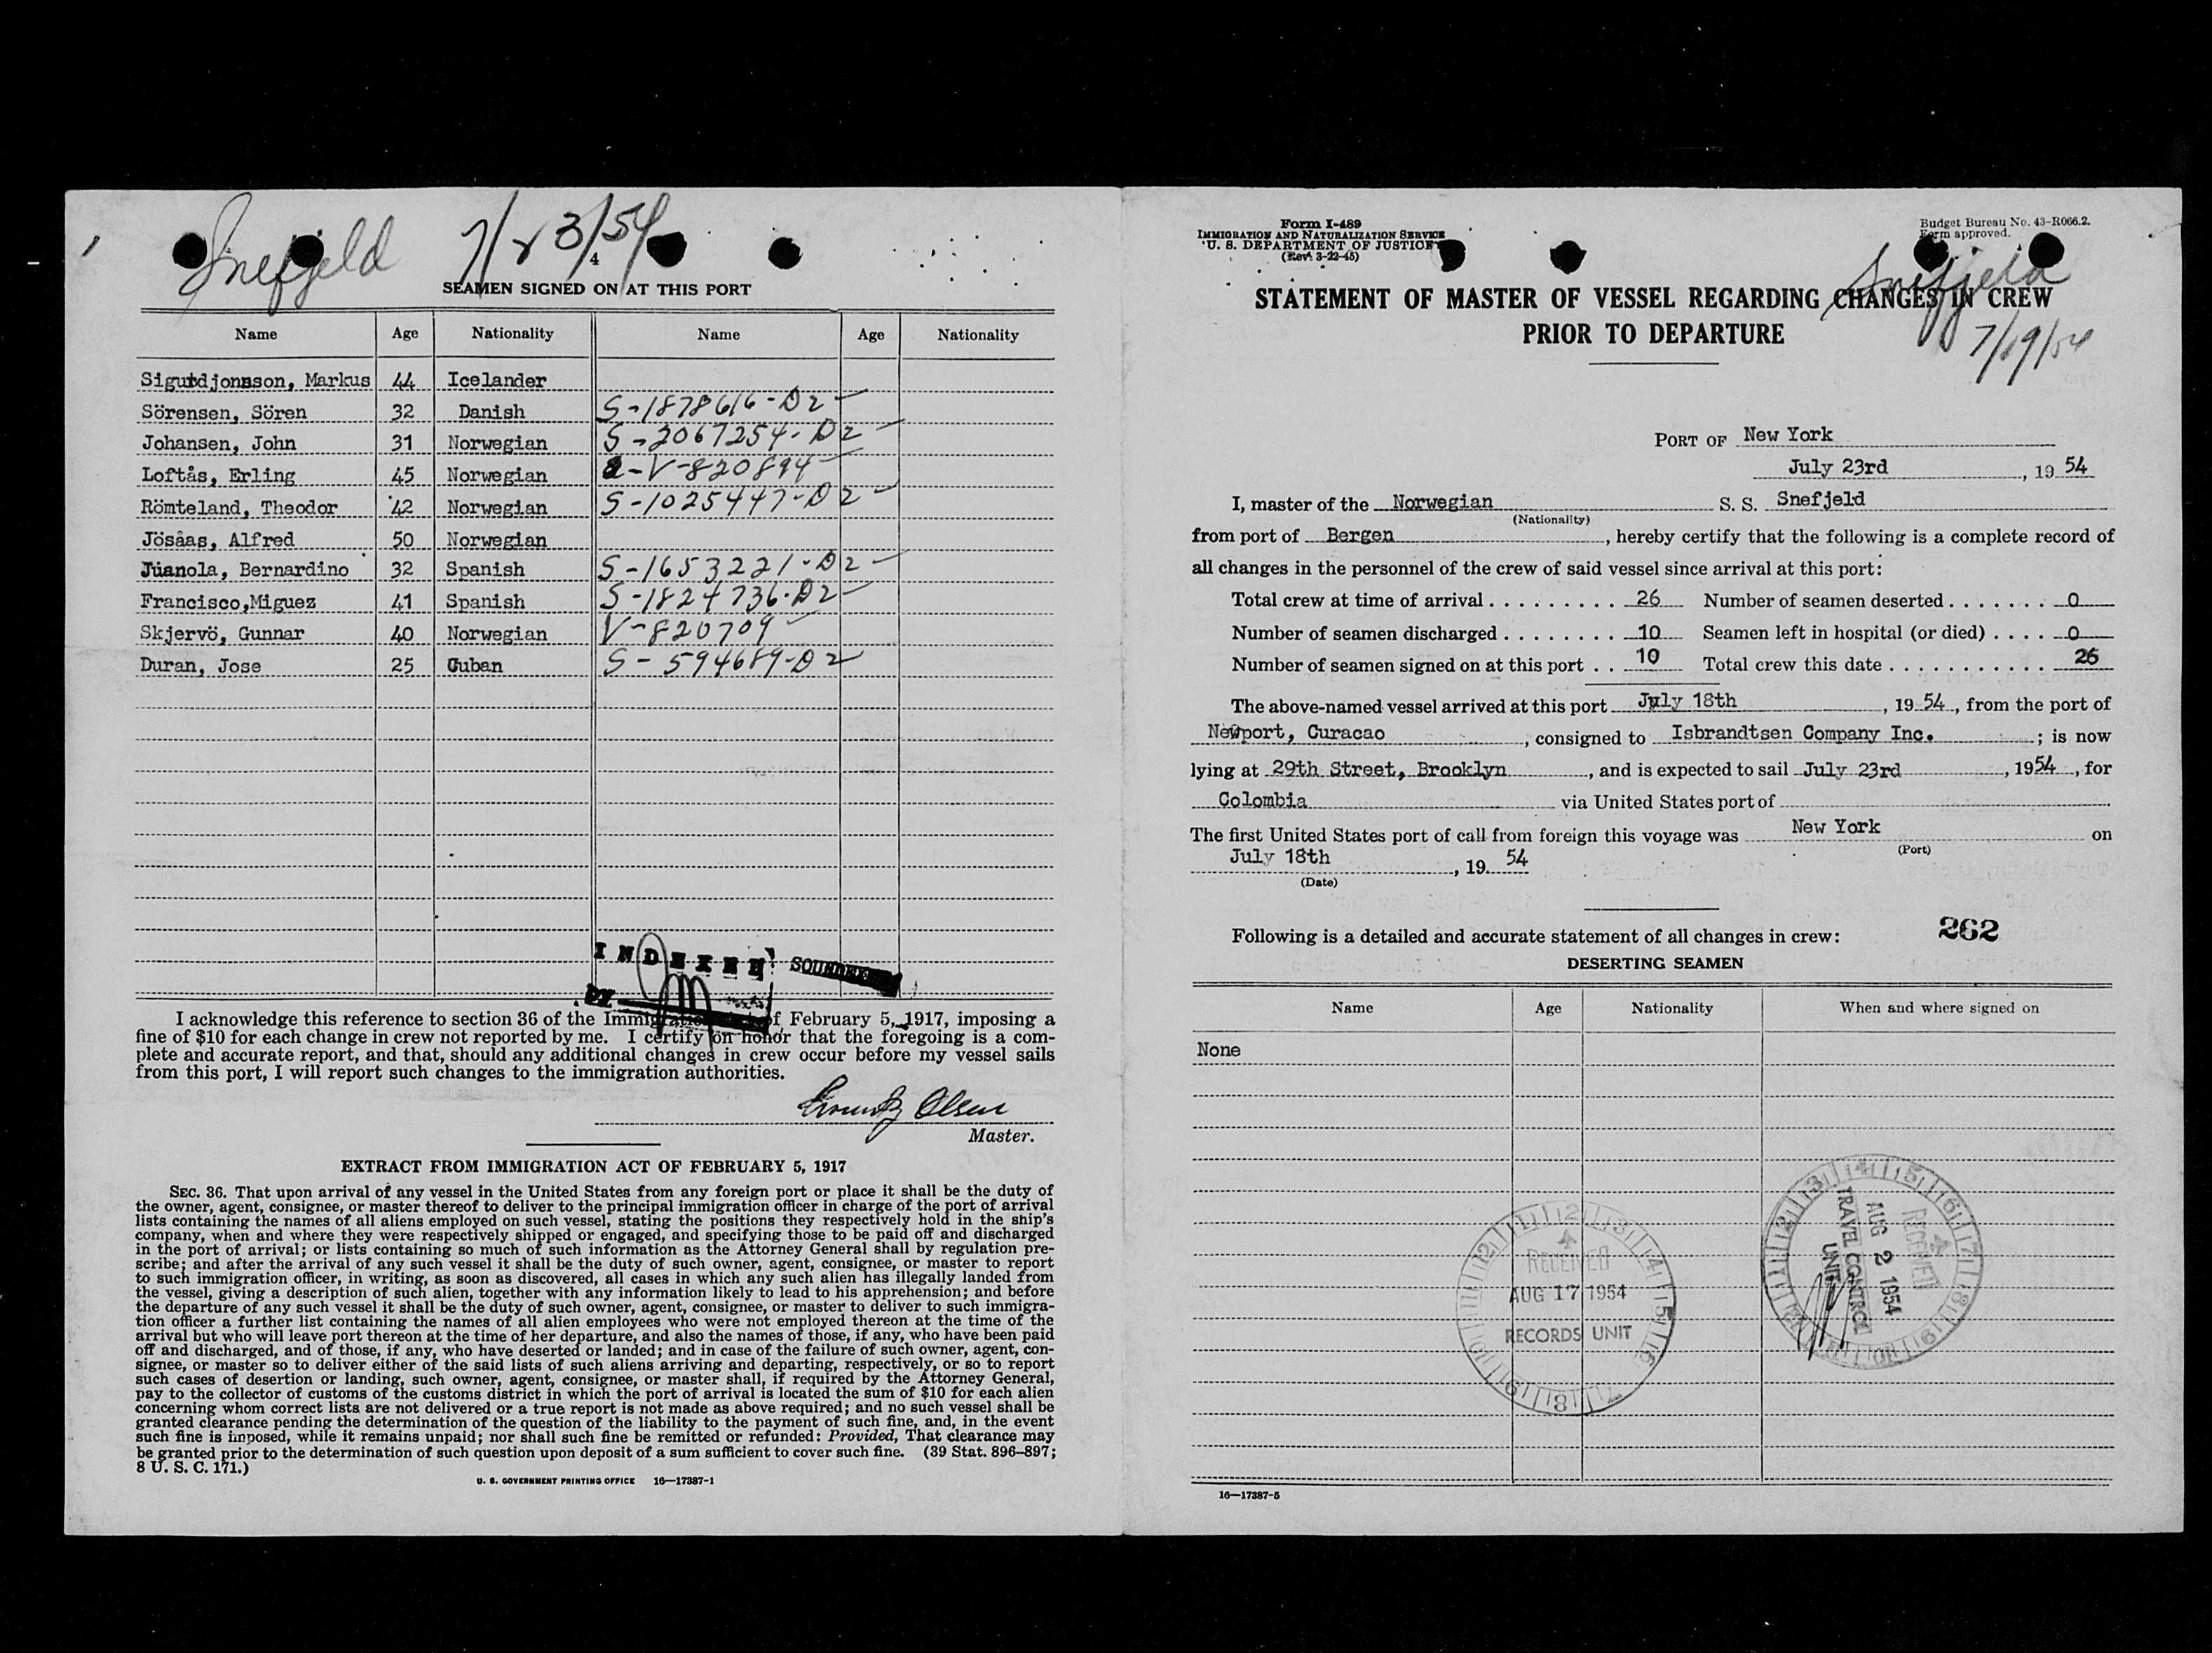 Snefjeld 7/23/54
4
SEAMEN SIGNED ON AT THIS PORT
Name Age Nationality Name Age Nationality
Sigurdjonsson, Markus 44 Icelander
Sörensen, Sören 32 Danish S-1878616-D2
Johansen, John 31 Norwegian S-2067254-D2
Loftås, Erling 45 Norwegian V-820894
Römteland, Theodor 42 Norwegian S-1025447-D2
Jösåas, Alfred 50 Norwegian
Juanola, Bernardino 32 Spanish S-1653221-D2
Francisco,Miguez 41 Spanish S-1824736-D2
Skjervö, Gunnar 40 Norwegian V-820709
Duran, Jose 25 Cuban S-594689-D2
INDEXED
BY
I acknowledge this reference to section 36 of the Immigration Act of February 5, 1917, imposing a
fine of $10 for each change in crew not reported by me. I certify on honor that the foregoing is a com-
plete and accurate report, and that, should any additional changes in crew occur before my vessel sails
from this port, I will report such changes to the immigration authorities.
Olsen
Master.
EXTRACT FROM IMMIGRATION ACT OF FEBRUARY 5, 1917
SEC. 36. That upon arrival of any vessel in the United States from any foreign port or place it shall be the duty of
the owner, agent, consignee, or master thereof to deliver to the principal immigration officer in charge of the port of arrival
lists containing the names of all aliens employed on such vessel, stating the positions they respectively hold in the ship's
company, when and where they were respectively shipped or engaged, and specifying those to be paid off and discharged
in the port of arrival; or lists containing so much of such information as the Attorney General shall by regulation pre-
scribe; and after the arrival of any such vessel it shall be the duty of such owner, agent, consignee, or master to report
to such immigration officer, in writing, as soon as discovered, all cases in which any such alien has illegally landed from
the vessel, giving a description of such alien, together with any information likely to lead to his apprehension; and before
the departure of any such vessel it shall be the duty of such owner, agent, consignee, or master to deliver to such immigra-
tion officer a further list containing the names of all alien employees who were not employed thereon at the time of the
arrival but who will leave port thereon at the time of her departure, and also the names of those, if any, who have been paid
off and discharged, and of those, if any, who have deserted or landed; and in case of the failure of such owner, agent, con-
signee, or master so to deliver either of the said lists of such aliens arriving and departing, respectively, or so to report
such cases of desertion or landing, such owner, agent, consignee, or master shall, if required by the Attorney General,
pay to the collector of customs of the customs district in which the port of arrival is located the sum of $10 for each alien
concerning whom correct lists are not delivered or a true report is not made as above required; and no such vessel shall be
granted clearance pending the determination of the question of the liability to the payment of such fine, and, in the event
such fine is imposed, while it remains unpaid; nor shall such fine be remitted or refunded: Provided, That clearance may
be granted prior to the determination of such question upon deposit of a sum sufficient to cover such fine. (39 Stat. 896–897;
8 U. S. C. 171.)
U. S. GOVERNMENT PRINTING OFFICE 16—17387-1
Form I-489
IMMIGRATION AND NATURALIZATION SERVICE
U. S. DEPARTMENT OF JUSTICE
(Rev. 3-22-45)
Budget Bureau No. 43-R066.2.
Form approved.
Snefjeld
STATEMENT OF MASTER OF VESSEL REGARDING CHANGES IN CREW
PRIOR TO DEPARTURE
7/19/54
PORT OF New York
July 23rd, 19 54
I, master of the Norwegian S. S. Snefjeld
(Nationality)
from port of Bergen, hereby certify that the following is a complete record of
all changes in the personnel of the crew of said vessel since arrival at this port:
Total crew at time of arrival . . . . . . . . . 26 Number of seamen deserted . . . . . . . 0
Number of seamen discharged . . . . . . . . 10 Seamen left in hospital (or died) . . . . 0
Number of seamen signed on at this port . . 10 Total crew this date . . . . . . . . . . . . 26
The above-named vessel arrived at this port July 18th, 19 54, from the port of
Newport, Curacao, consigned to Isbrandtsen Company Inc.; is now
lying at 29th Street, Brooklyn, and is expected to sail July 23rd, 1954, for
Colombia via United States port of
The first United States port of call from foreign this voyage was New York on
(Port)
July 18th, 19 54
(Date)
262
Following is a detailed and accurate statement of all changes in crew:
DESERTING SEAMEN
Name Age Nationality When and where signed on
None
RECEIVED
AUG 17 1954
RECORDS UNIT
RECEIVED
AUG 2 1954
TRAVEL CONTROL
UNIT
16—17387-5